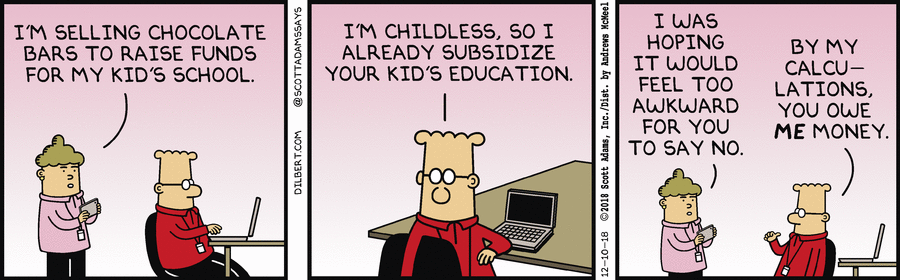 I'M SELLING CHOCOLATE
BARS TO RAISE FUNDS
FOR MY KID'S SCHOOL.
DILBERT.COM @SCOTTADAMSSAYS
I'M CHILDLESS, SO I
ALREADY SUBSIDIZE
YOUR KID'S EDUCATION.
12-10-18 ©2018 Scott Adams, Inc./Dist. by Andrews McMeel
I WAS
HOPING
IT WOULD
FEEL TOO
AWKWARD
FOR YOU
TO SAY NO.
BY MY
CALCU-
LATIONS,
YOU OWE
ME MONEY.